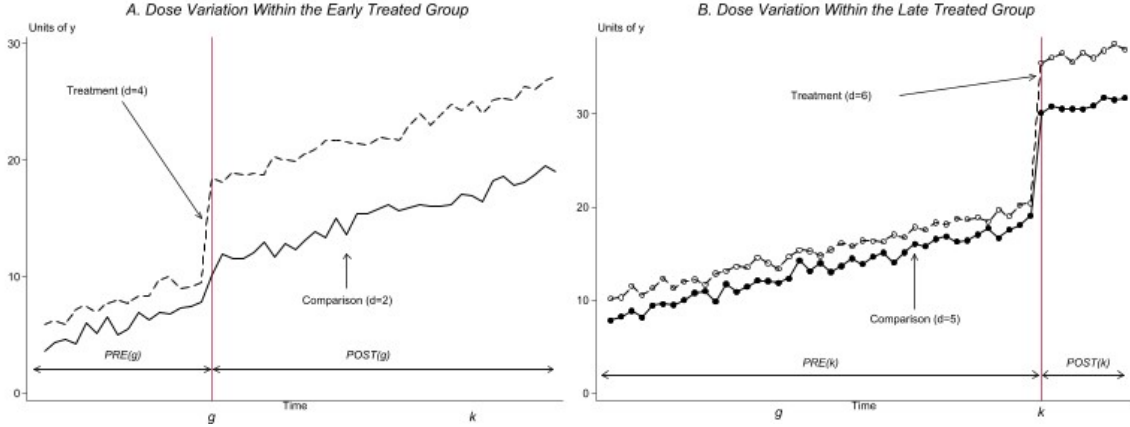 A. Dose Variation Within the Early Treated Group
Units of y
30
20
10
0
Treatment (d=4)
Comparison (d=2)
PRE(g)
POST(g)
Time
g
k
B. Dose Variation Within the Late Treated Group
Units of y
30
20
10
0
Treatment (d=6)
Comparison (d=5)
PRE(k)
POST(k)
Time
g
k